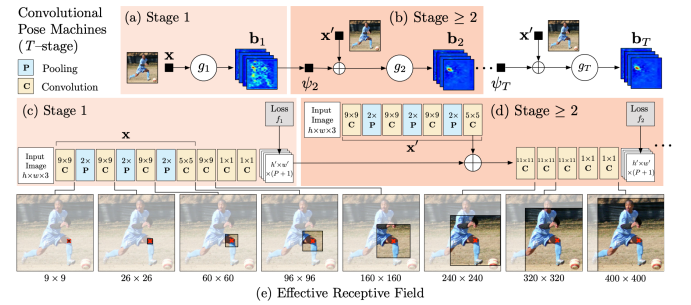 Convolutional
Pose Machines
(T–stage)
P Pooling
C Convolution
(a) Stage 1
x
g1
b1
(b) Stage ≥ 2
x′
ψ2
g2
b2
x′
ψT
gT
bT
(c) Stage 1
x
Loss
f1
Input
Image
h×w×3
9×9
C
2×
P
9×9
C
2×
P
9×9
C
2×
P
5×5
C
9×9
C
1×1
C
1×1
C
h′×w′
×(P+1)
Input
Image
h×w×3
9×9
C
2×
P
9×9
C
2×
P
9×9
C
2×
P
5×5
C
x′
(d) Stage ≥ 2
11×11
C
11×11
C
11×11
C
1×1
C
1×1
C
Loss
f2
h′×w′
×(P+1)
9 × 9
26 × 26
60 × 60
96 × 96
160 × 160
240 × 240
320 × 320
400 × 400
(e) Effective Receptive Field